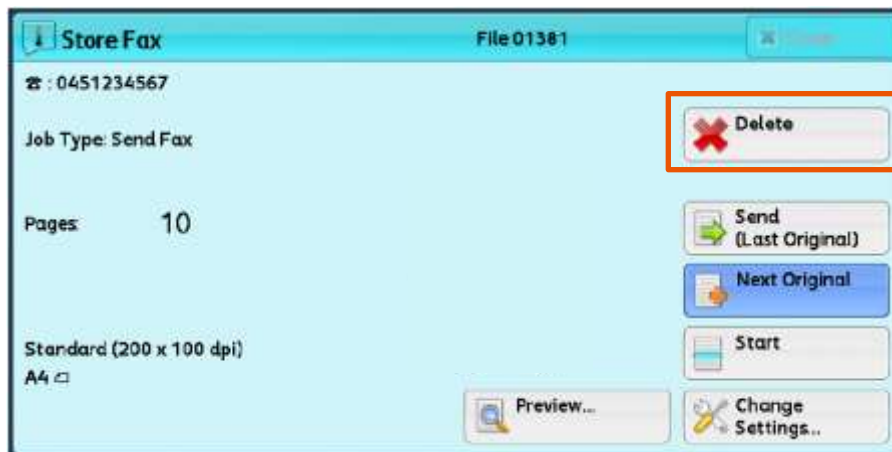 Store Fax
File 01381
☎ : 0451234567
Job Type: Send Fax
Delete
Pages: 10
Send
(Last Original)
Next Original
Standard (200 x 100 dpi)
A4
Start
Preview...
Change
Settings...